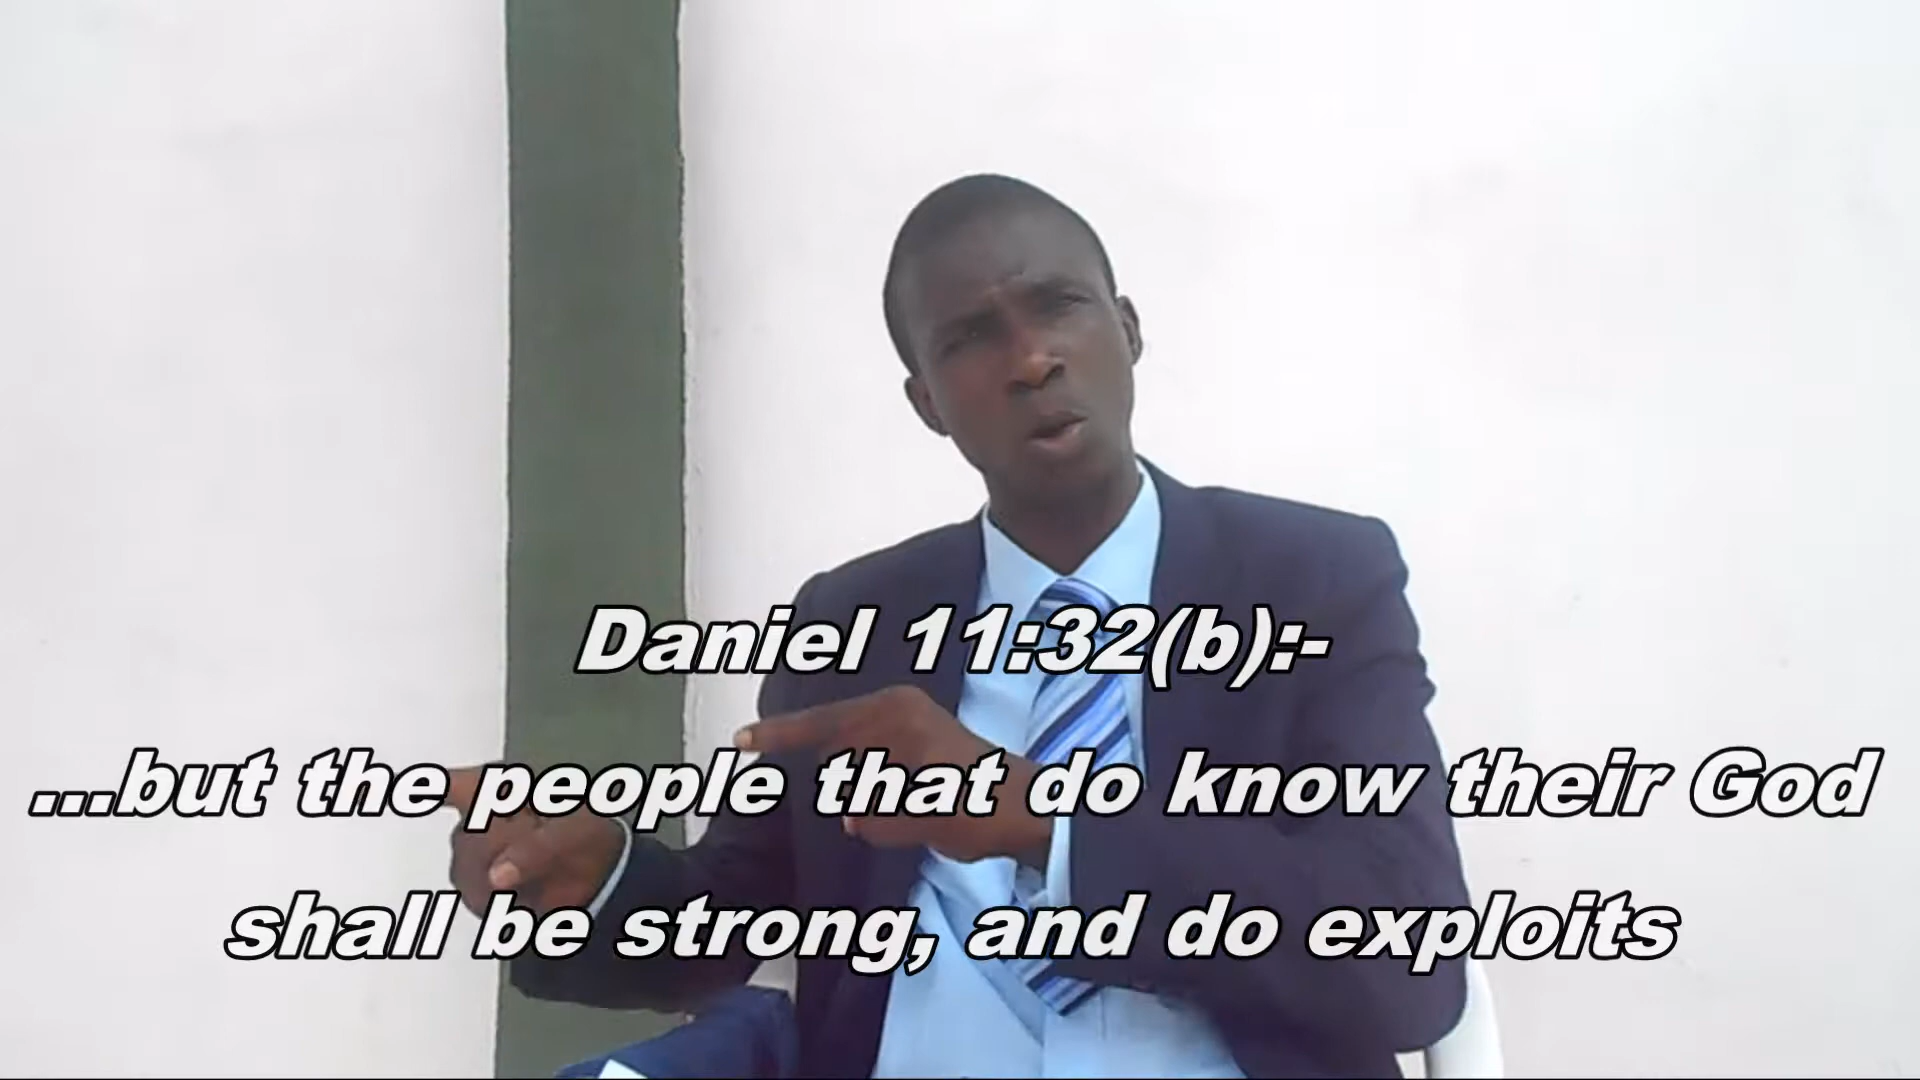 Daniel 11:32(b):-
...but the people that do know their God
shall be strong, and do exploits